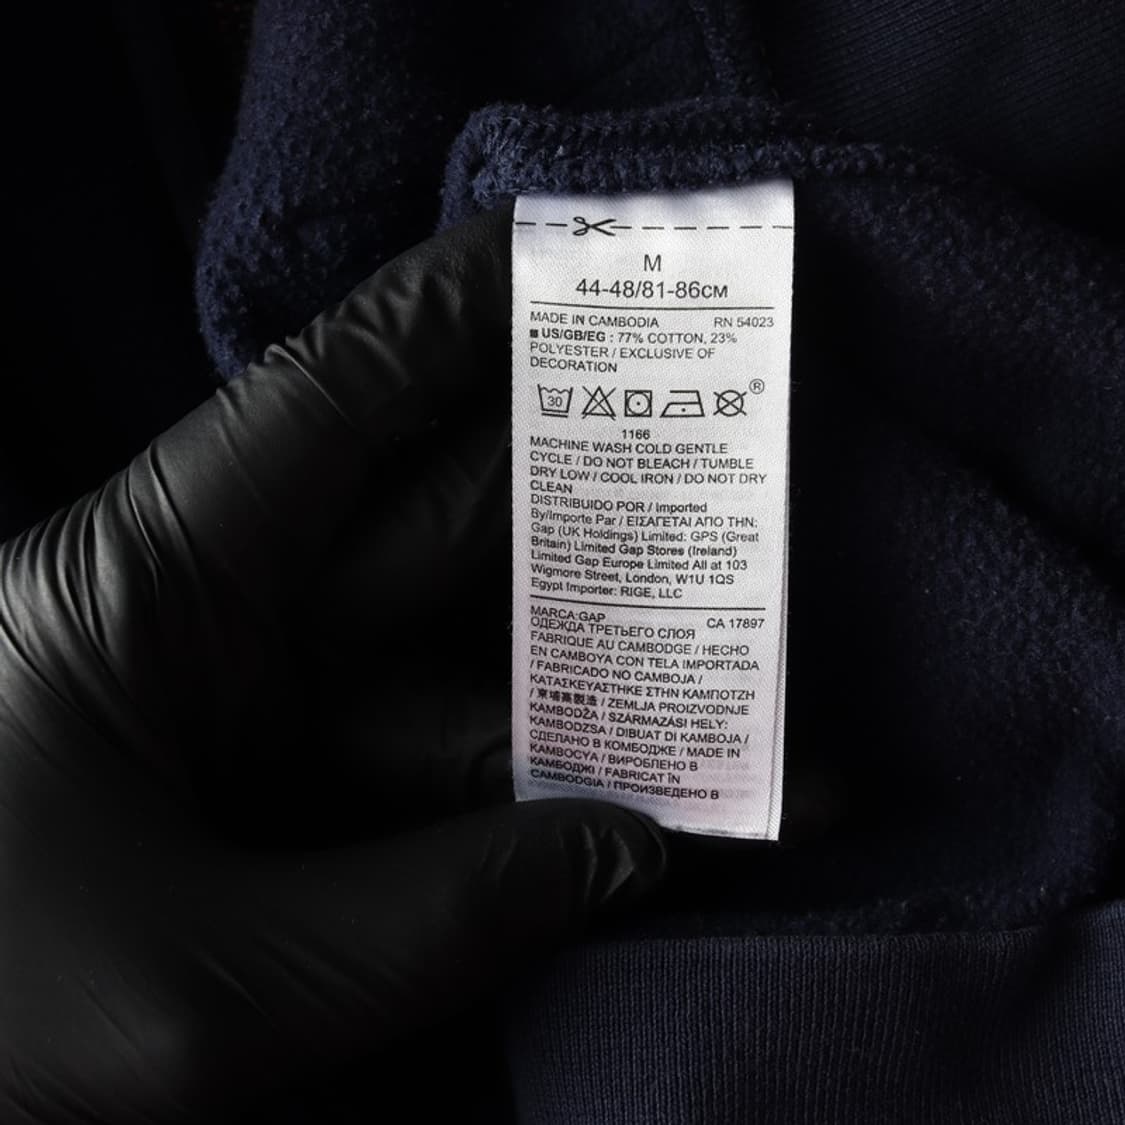 M
44-48/81-86см
MADE IN CAMBODIA RN 54023
■ US/GB/EG : 77% COTTON, 23%
POLYESTER / EXCLUSIVE OF
DECORATION
30 ®
1166
MACHINE WASH COLD GENTLE
CYCLE / DO NOT BLEACH / TUMBLE
DRY LOW / COOL IRON / DO NOT DRY
CLEAN
DISTRIBUIDO POR / Imported
By/Importe Par / ΕΙΣΑΓΕΤΑΙ ΑΠΟ ΤΗΝ:
Gap (UK Holdings) Limited: GPS (Great
Britain) Limited Gap Stores (Ireland)
Limited Gap Europe Limited All at 103
Wigmore Street, London, W1U 1QS
Egypt Importer: RIGE, LLC
MARCA:GAP CA 17897
ОДЕЖДА ТРЕТЬЕГО СЛОЯ
FABRIQUE AU CAMBODGE / HECHO
EN CAMBOYA CON TELA IMPORTADA
/ FABRICADO NO CAMBOJA /
ΚΑΤΑΣΚΕΥΑΣΤΗΚΕ ΣΤΗΝ ΚΑΜΠΟΤΖΗ
/ 柬埔寨製造 / ZEMLJA PROIZVODNJE
KAMBODŽA / SZÁRMAZÁSI HELY:
KAMBODZSA / DIBUAT DI KAMBOJA /
СДЕЛАНО В КОМБОДЖЕ / MADE IN
KAMBOCYA / ВИРОБЛЕНО В
КАМБОДЖІ / FABRICAT ÎN
CAMBODGIA / ПРОИЗВЕДЕНО В